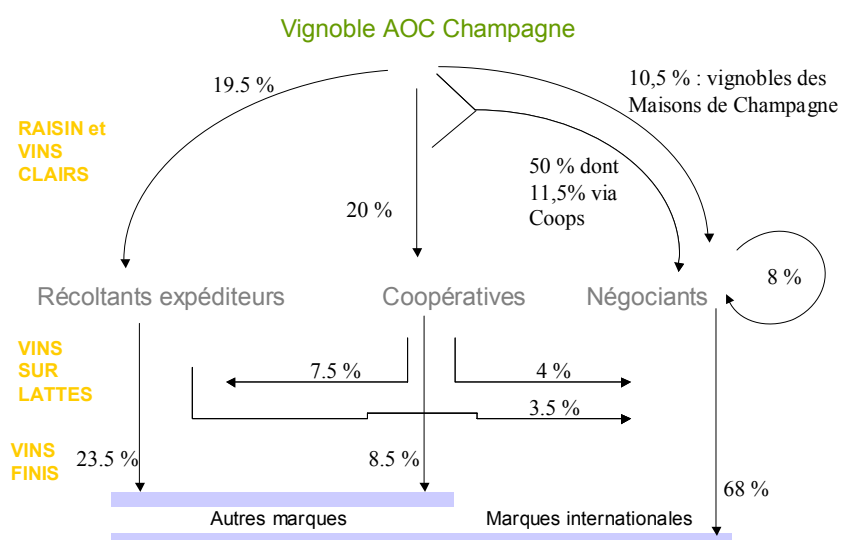 Vignoble AOC Champagne
19.5 %
10,5 % : vignobles des
Maisons de Champagne
RAISIN et
VINS
CLAIRS
50 % dont
11,5% via
Coops
20 %
8 %
Récoltants expéditeurs
Coopératives
Négociants
VINS
SUR
LATTES
7.5 %
4 %
3.5 %
VINS
FINIS
23.5 %
8.5 %
68 %
Autres marques
Marques internationales